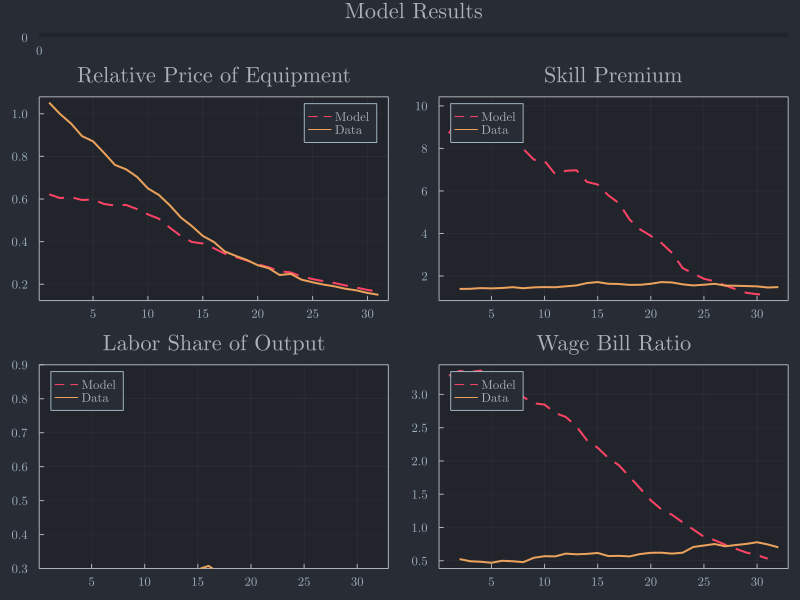 Model Results
0
0
Relative Price of Equipment
1.0
0.8
0.6
0.4
0.2
Model
Data
5 10 15 20 25 30
Skill Premium
10
8
6
4
2
Model
Data
5 10 15 20 25 30
Labor Share of Output
0.9
0.8
0.7
0.6
0.5
0.4
0.3
Model
Data
5 10 15 20 25 30
Wage Bill Ratio
3.0
2.5
2.0
1.5
1.0
0.5
Model
Data
5 10 15 20 25 30